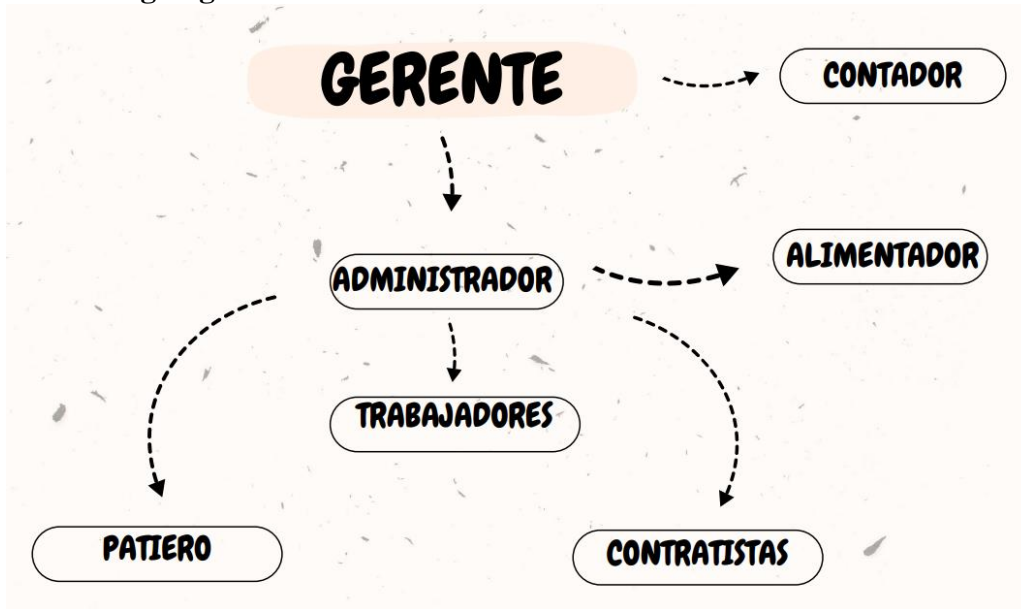 GERENTE
CONTADOR
ALIMENTADOR
ADMINISTRADOR
TRABAJADORES
PATIERO
CONTRATISTAS